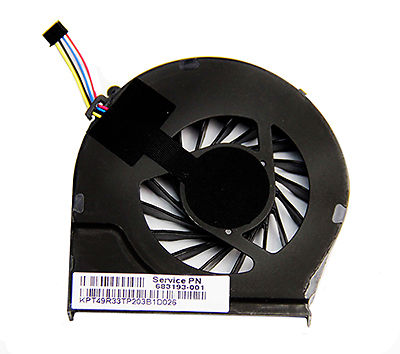 Service PN
683193-001
KPT49R33TP203B1D026